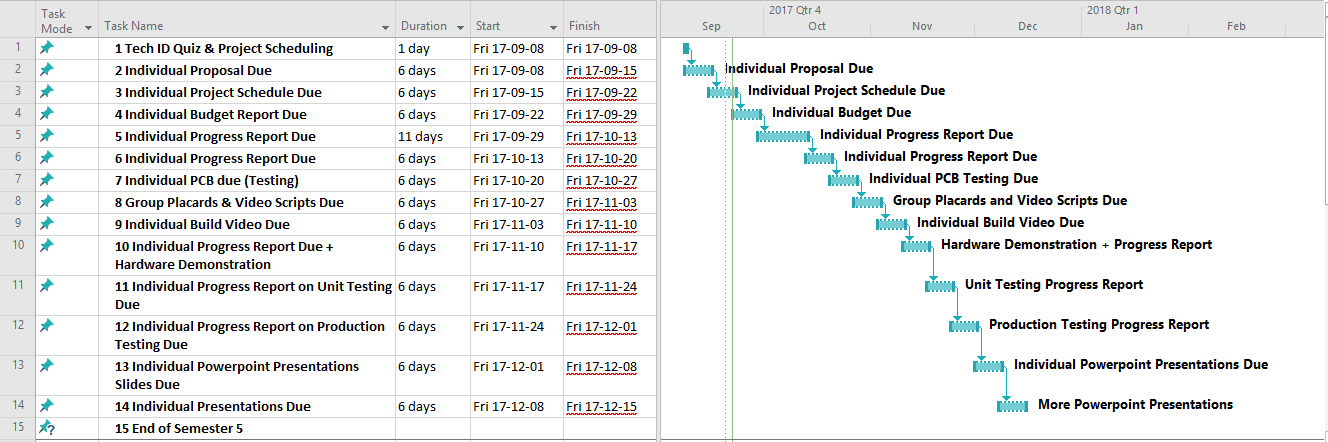 2017 Qtr 4 2018 Qtr 1
Task Mode Task Name Duration Start Finish Sep Oct Nov Dec Jan Feb
1 1 Tech ID Quiz & Project Scheduling 1 day Fri 17-09-08 Fri 17-09-08
2 2 Individual Proposal Due 6 days Fri 17-09-08 Fri 17-09-15 Individual Proposal Due
3 3 Individual Project Schedule Due 6 days Fri 17-09-15 Fri 17-09-22 Individual Project Schedule Due
4 4 Individual Budget Report Due 6 days Fri 17-09-22 Fri 17-09-29 Individual Budget Due
5 5 Individual Progress Report Due 11 days Fri 17-09-29 Fri 17-10-13 Individual Progress Report Due
6 6 Individual Progress Report Due 6 days Fri 17-10-13 Fri 17-10-20 Individual Progress Report Due
7 7 Individual PCB due (Testing) 6 days Fri 17-10-20 Fri 17-10-27 Individual PCB Testing Due
8 8 Group Placards & Video Scripts Due 6 days Fri 17-10-27 Fri 17-11-03 Group Placards and Video Scripts Due
9 9 Individual Build Video Due 6 days Fri 17-11-03 Fri 17-11-10 Individual Build Video Due
10 10 Individual Progress Report Due + 6 days Fri 17-11-10 Fri 17-11-17 Hardware Demonstration + Progress Report
Hardware Demonstration
11 11 Individual Progress Report on Unit Testing 6 days Fri 17-11-17 Fri 17-11-24 Unit Testing Progress Report
Due
12 12 Individual Progress Report on Production 6 days Fri 17-11-24 Fri 17-12-01 Production Testing Progress Report
Testing Due
13 13 Individual Powerpoint Presentations 6 days Fri 17-12-01 Fri 17-12-08 Individual Powerpoint Presentations Due
Slides Due
14 14 Individual Presentations Due 6 days Fri 17-12-08 Fri 17-12-15 More Powerpoint Presentations
15 15 End of Semester 5